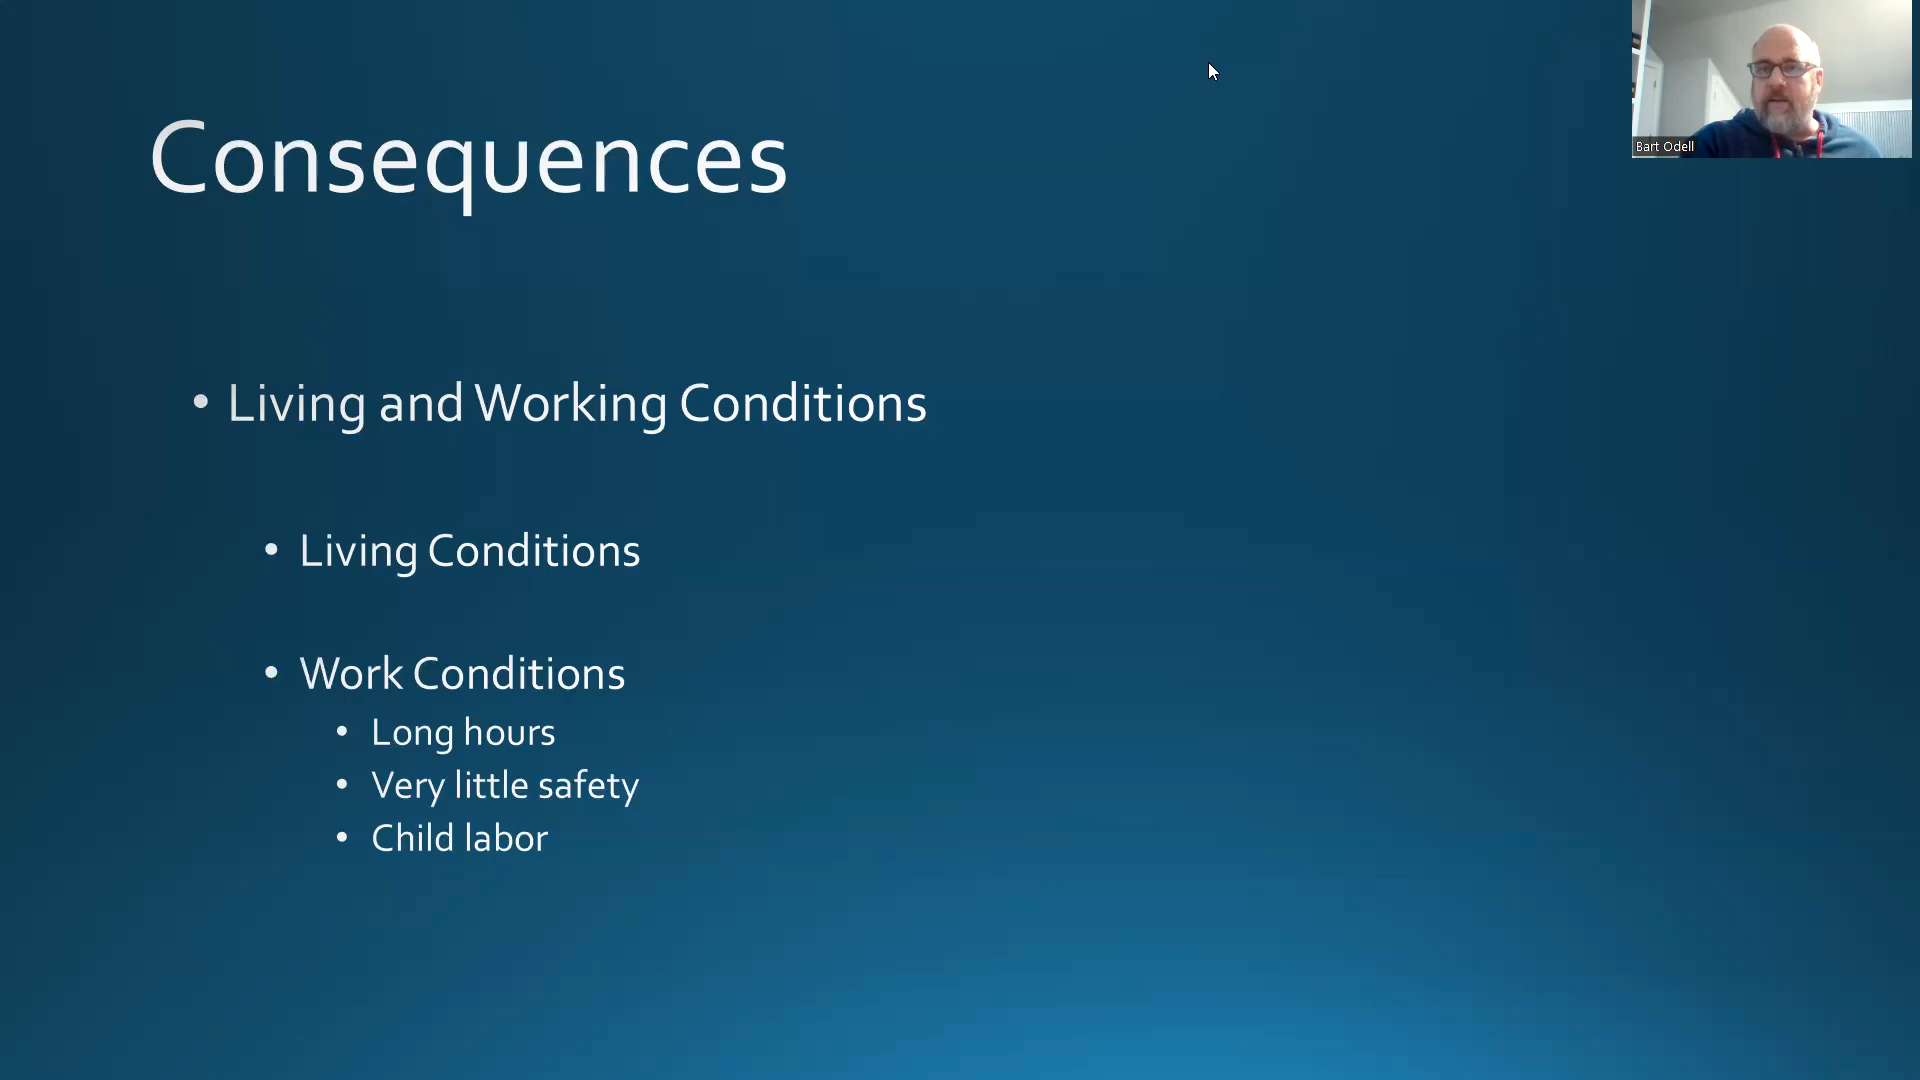 Consequences
Bart Odell
• Living and Working Conditions
• Living Conditions
• Work Conditions
• Long hours
• Very little safety
• Child labor